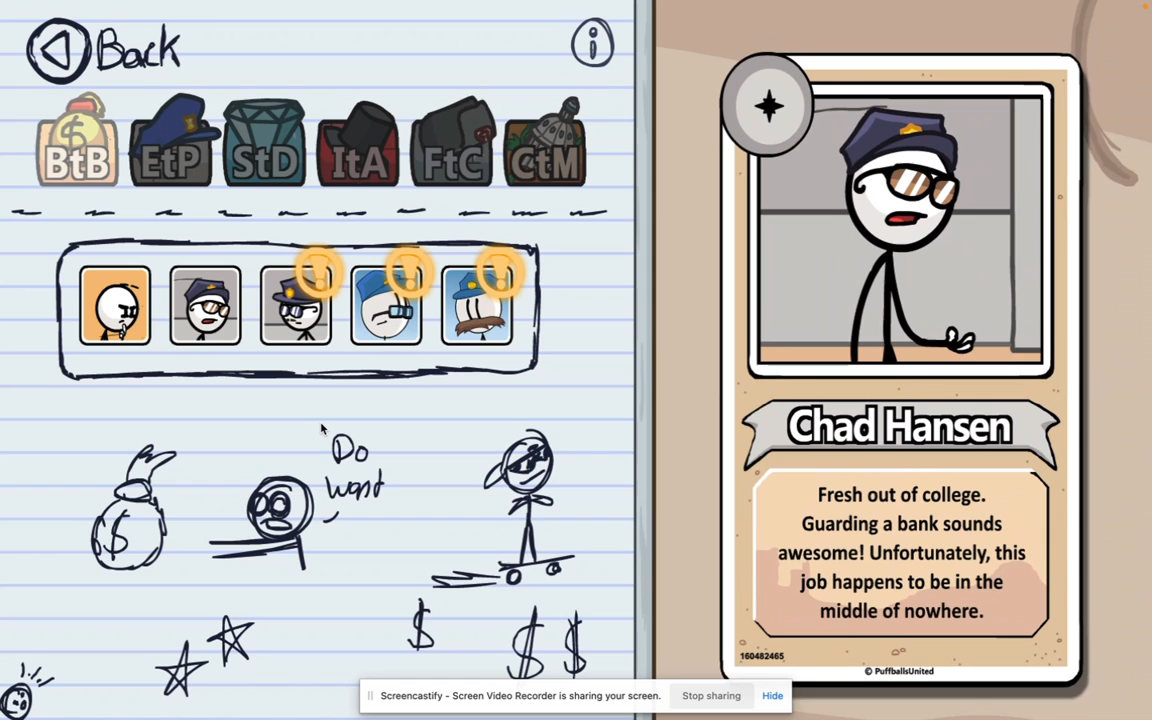 Back
i
$
BtB EtP StD ItA FtC CtM
! ! !
Do
want
$
$
$ $
Chad Hansen
Fresh out of college.
Guarding a bank sounds
awesome! Unfortunately, this
job happens to be in the
middle of nowhere.
160482465
© PuffballsUnited
Screencastify - Screen Video Recorder is sharing your screen.
Stop sharing
Hide